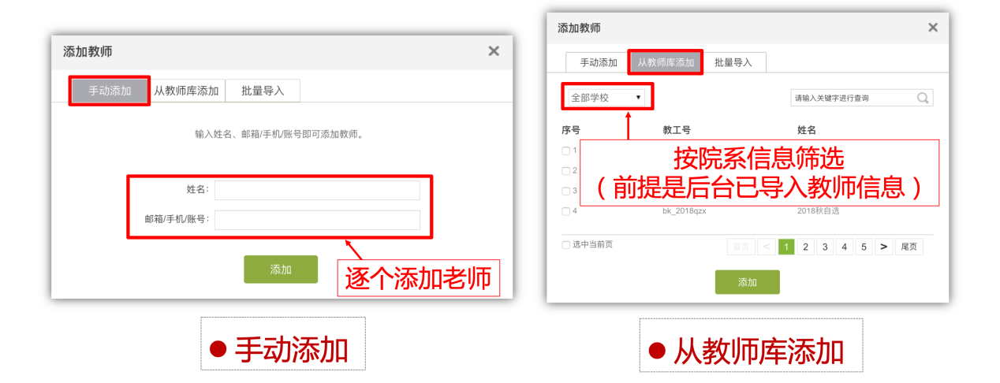 添加教师
手动添加 从教师库添加 批量导入
输入姓名、邮箱/手机/账号即可添加教师。
姓名:
邮箱/手机/账号:
添加
逐个添加老师
● 手动添加
添加教师
手动添加 从教师库添加 批量导入
全部学校
请输入关键字进行查询
序号 教工号 姓名
1
2
3
按院系信息筛选
（前提是后台已导入教师信息）
4 bk_2018qzx 2018秋自选
选中当前页
首页 < 1 2 3 4 5 > 尾页
添加
● 从教师库添加